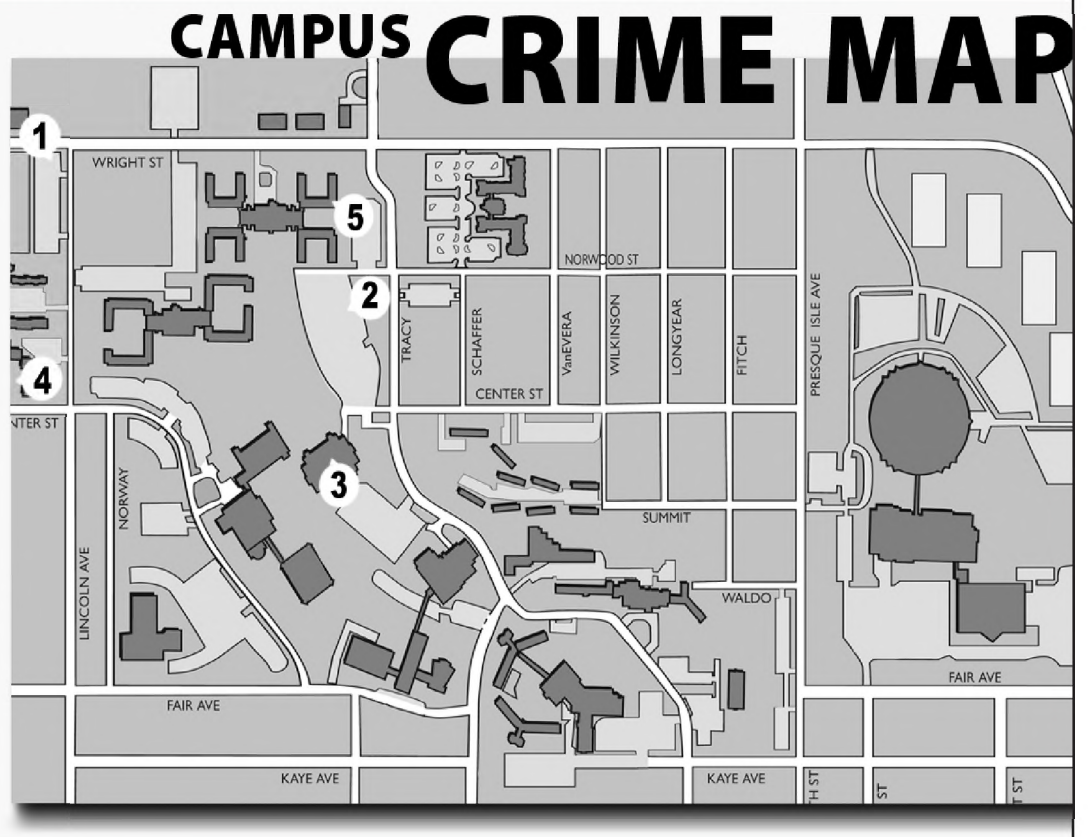 CAMPUS CRIME MAP
1
WRIGHT ST
5
NORWOOD ST
2
TRACY
SCHAFFER
VanEVERA
WILKINSON
LONGYEAR
FITCH
PRESQUE ISLE AVE
4
CENTER ST
NTER ST
3
NORWAY
SUMMIT
LINCOLN AVE
WALDO
FAIR AVE
FAIR AVE
KAYE AVE
KAYE AVE
TH ST
ST
T ST